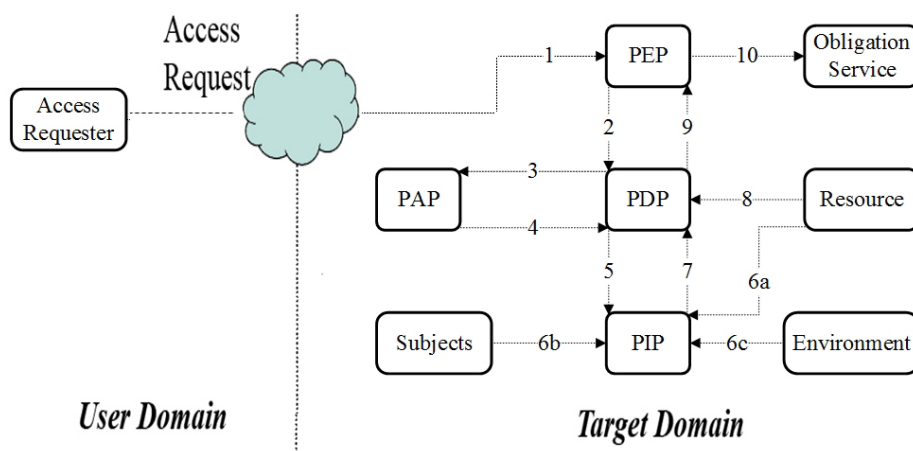 Access
Request
1
PEP
10
Obligation
Service
Access
Requester
2
9
3
PAP
PDP
8
Resource
4
5
7
6a
Subjects
6b
PIP
6c
Environment
User Domain
Target Domain